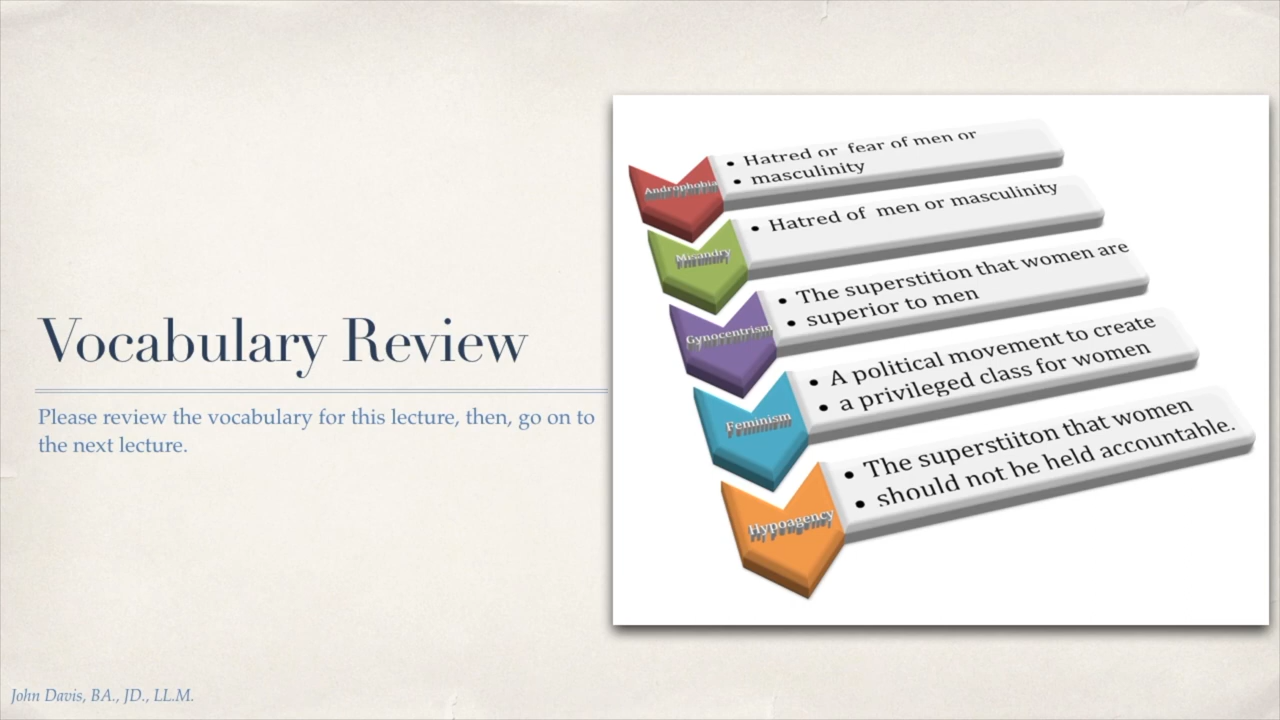 Vocabulary Review
Please review the vocabulary for this lecture, then, go on to
the next lecture.
Androphobia
• Hatred or fear of men or
• masculinity
Misandry
• Hatred of men or masculinity
Gynocentrism
• The superstition that women are
• superior to men
Feminism
• A political movement to create
• a privileged class for women
Hypoagency
• The superstiiton that women
• should not be held accountable.
John Davis, BA., JD., LL.M.